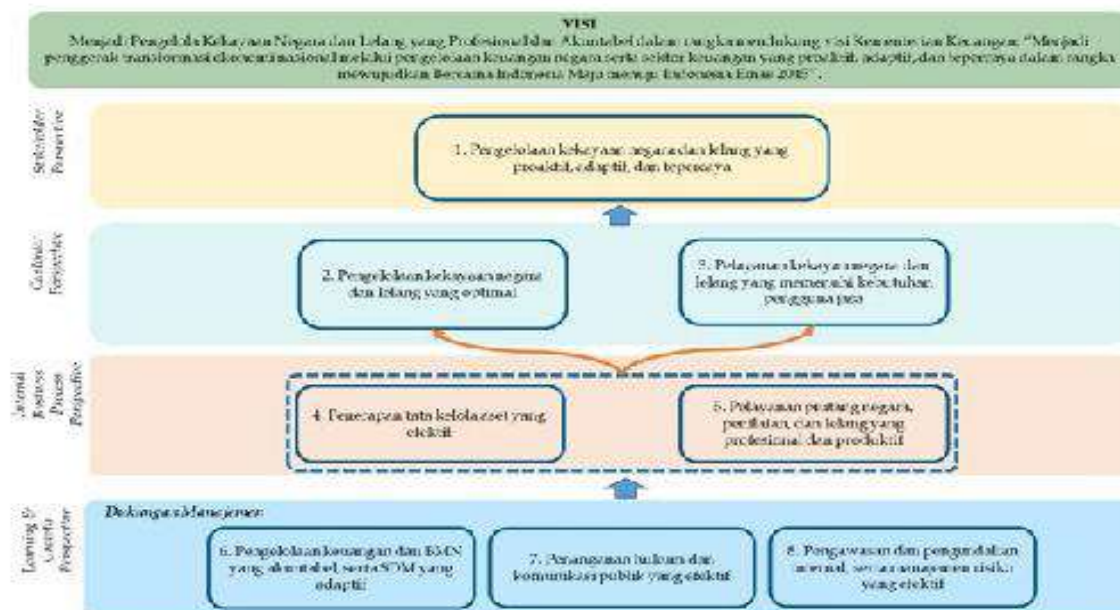 VISI
Menjadi Pengelola Kekayaan Negara dan Lelang yang Profesional dan Akuntabel dalam rangka mendukung visi Kementerian Keuangan: "Menjadi
penggerak transformasi ekonomi nasional melalui pengelolaan keuangan negara serta sektor keuangan yang proaktif, adaptif, dan tepercaya dalam rangka
mewujudkan Bersama Indonesia Maju menuju Indonesia Emas 2045".
Stakeholder
Perspective
1. Pengelolaan kekayaan negara dan lelang yang
proaktif, adaptif, dan tepercaya
Customer
Perspective
2. Pengelolaan kekayaan negara
dan lelang yang optimal
3. Pelayanan kekayaan negara dan
lelang yang memenuhi kebutuhan
pengguna jasa
Internal
Business
Process
Perspective
4. Penerapan tata kelola aset yang
efektif
5. Pelayanan piutang negara,
penilaian, dan lelang yang
profesional dan produktif
Learning &
Growth
Perspective
Dukungan Manajemen:
6. Pengelolaan keuangan dan BMN
yang akuntabel, serta SDM yang
adaptif
7. Penanganan hukum dan
komunikasi publik yang efektif
8. Pengawasan dan pengendalian
internal, serta manajemen risiko
yang efektif